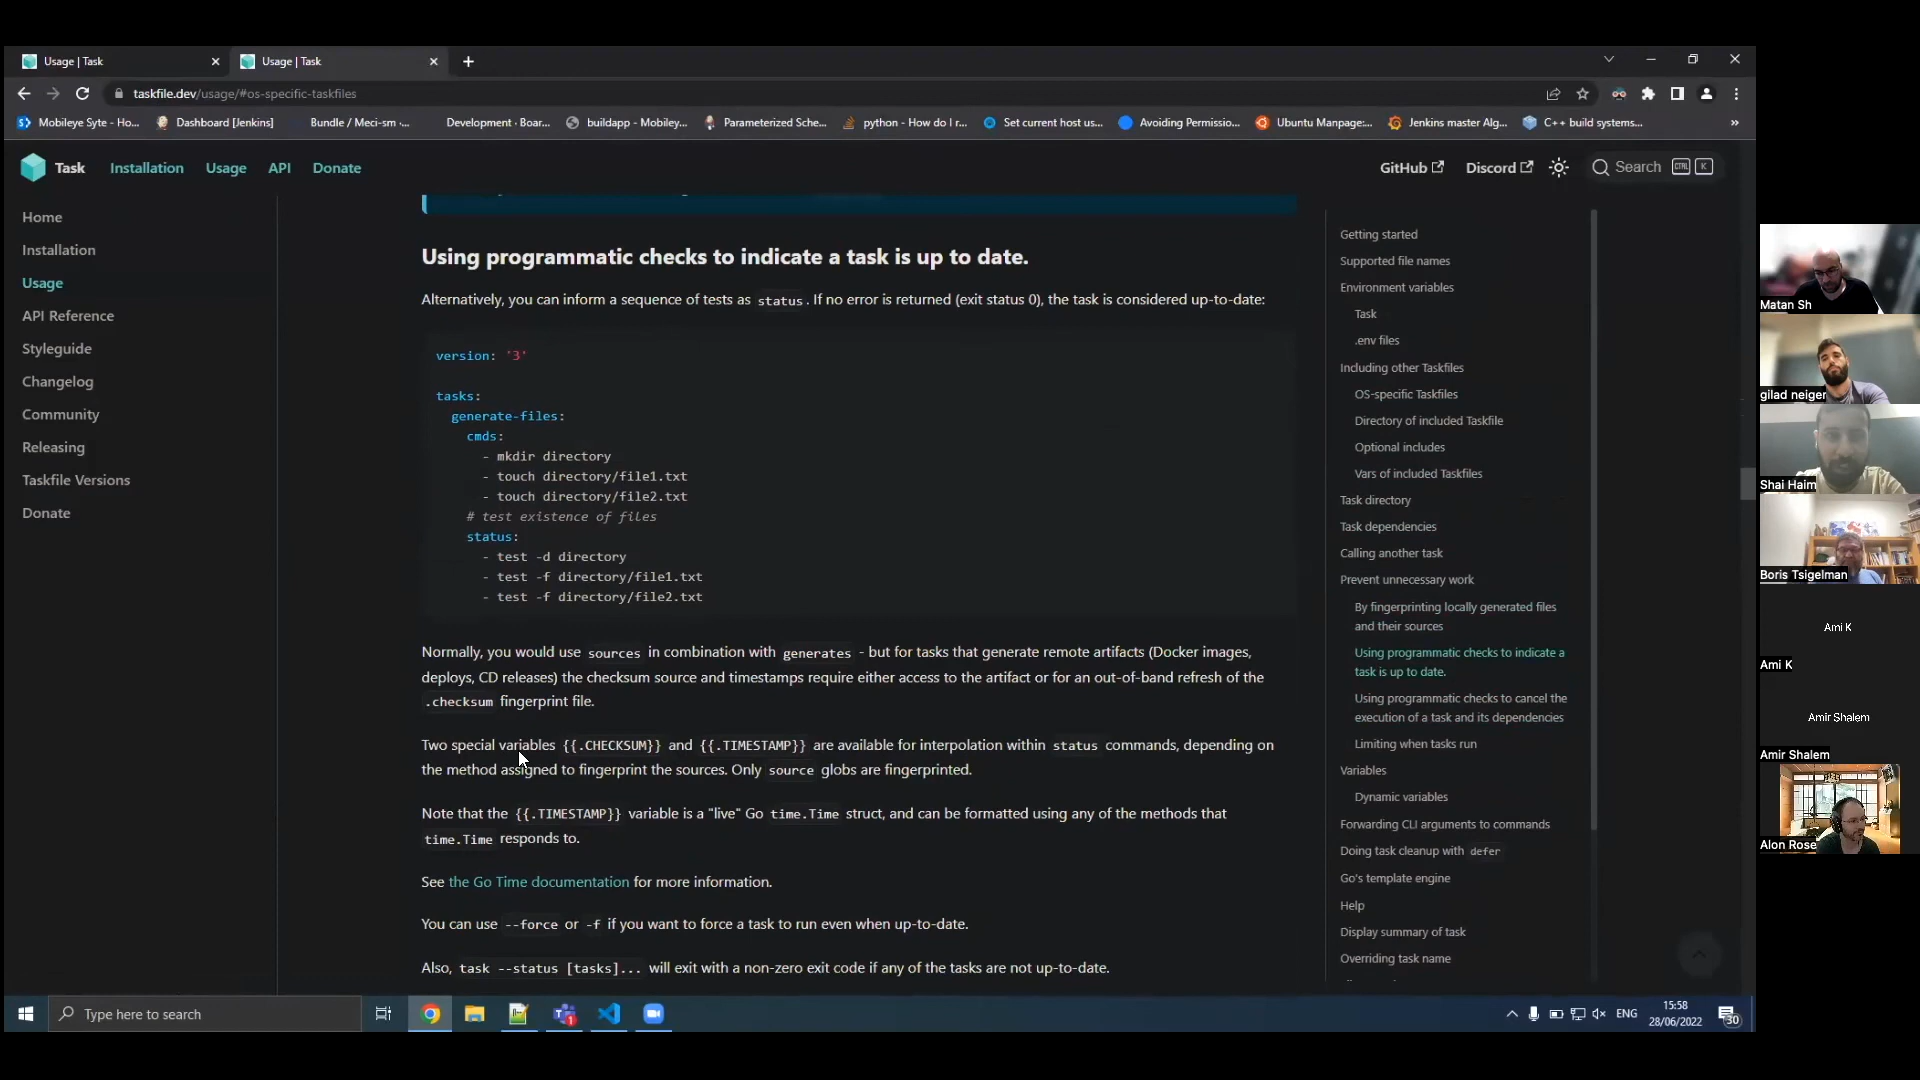 Usage | Task
Usage | Task
taskfile.dev/usage/#os-specific-taskfiles
Mobileye Syte - Ho...
Dashboard [Jenkins]
Bundle / Meci-sm -...
Development - Boar...
buildapp - Mobiley...
Parameterized Sche...
python - How do I r...
Set current host us...
Avoiding Permissio...
Ubuntu Manpage:...
Jenkins master Alg...
C++ build systems...
»
Task
Installation
Usage
API
Donate
GitHub
Discord
Search
CTRL
K
Home
Installation
Usage
API Reference
Styleguide
Changelog
Community
Releasing
Taskfile Versions
Donate
Using programmatic checks to indicate a task is up to date.
Alternatively, you can inform a sequence of tests as status. If no error is returned (exit status 0), the task is considered up-to-date:
version: '3'
tasks:
generate-files:
cmds:
- mkdir directory
- touch directory/file1.txt
- touch directory/file2.txt
# test existence of files
status:
- test -d directory
- test -f directory/file1.txt
- test -f directory/file2.txt
Normally, you would use sources in combination with generates - but for tasks that generate remote artifacts (Docker images,
deploys, CD releases) the checksum source and timestamps require either access to the artifact or for an out-of-band refresh of the
.checksum fingerprint file.
Two special variables {{.CHECKSUM}} and {{.TIMESTAMP}} are available for interpolation within status commands, depending on
the method assigned to fingerprint the sources. Only source globs are fingerprinted.
Note that the {{.TIMESTAMP}} variable is a "live" Go time.Time struct, and can be formatted using any of the methods that
time.Time responds to.
See the Go Time documentation for more information.
You can use --force or -f if you want to force a task to run even when up-to-date.
Also, task --status [tasks]... will exit with a non-zero exit code if any of the tasks are not up-to-date.
Getting started
Supported file names
Environment variables
Task
.env files
Including other Taskfiles
OS-specific Taskfiles
Directory of included Taskfile
Optional includes
Vars of included Taskfiles
Task directory
Task dependencies
Calling another task
Prevent unnecessary work
By fingerprinting locally generated files
and their sources
Using programmatic checks to indicate a
task is up to date.
Using programmatic checks to cancel the
execution of a task and its dependencies
Limiting when tasks run
Variables
Dynamic variables
Forwarding CLI arguments to commands
Doing task cleanup with defer
Go's template engine
Help
Display summary of task
Overriding task name
Matan Sh
gilad neiger
Shai Haim
Boris Tsigelman
Ami K
Ami K
Amir Shalem
Amir Shalem
Alon Rose
Type here to search
1
ENG
15:58
28/06/2022
30